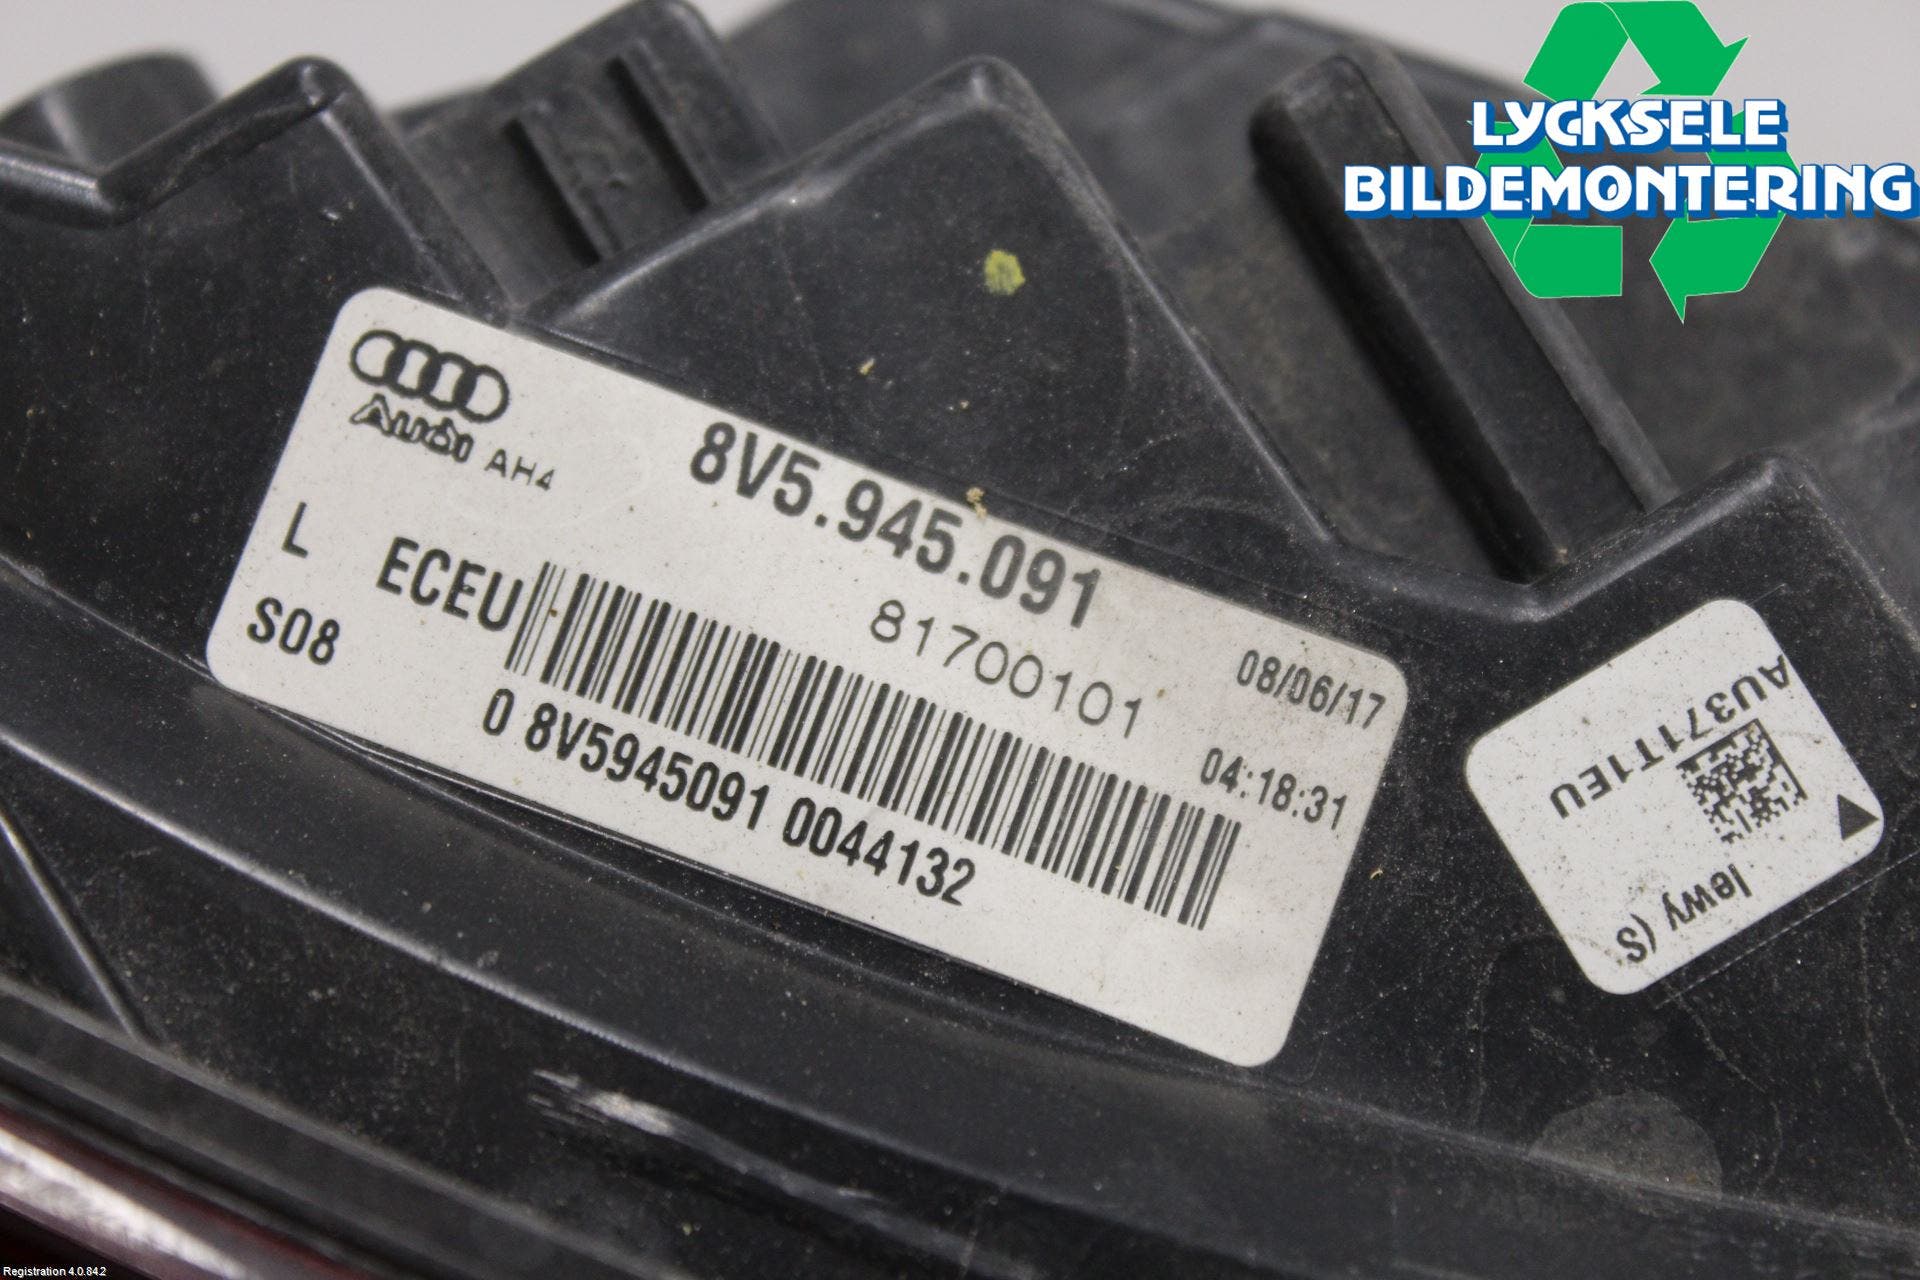 LYCKSELE
BILDEMONTERING
Audi AH4
8V5.945.091
L
ECEU
81700101
08/06/17
S08
04:18:31
0 8V5945091 0044132
AU371T1EU
lewy (S
Registration 4.0.84.2